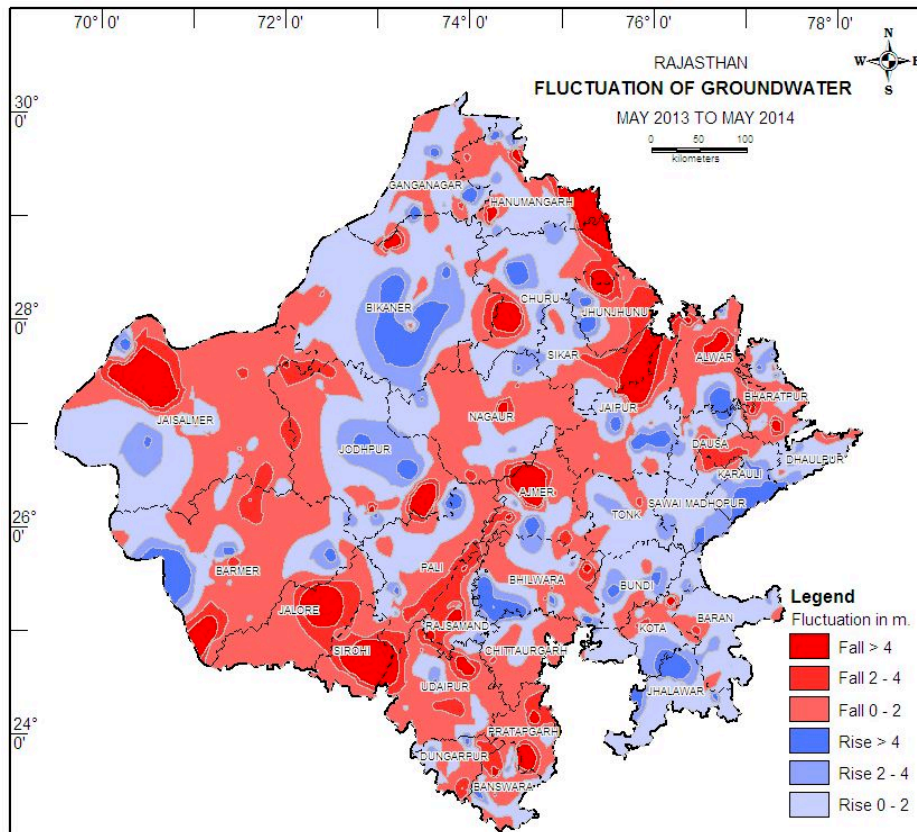 70° 0'
72° 0'
74° 0'
76° 0'
78° 0'
N
W
E
S
RAJASTHAN
FLUCTUATION OF GROUNDWATER
MAY 2013 TO MAY 2014
0 50 100
kilometers
30°
0'
28°
0'
26°
0'
24°
0'
GANGANAGAR
HANUMANGARH
BIKANER
CHURU
JHUNJHUNU
SIKAR
ALWAR
BHARATPUR
JAISALMER
NAGAUR
JAIPUR
DAUSA
JODHPUR
KARAULI
DHAULPUR
AJMER
SAWAI MADHOPUR
TONK
BARMER
PALI
BHILWARA
BUNDI
JALORE
RAJSAMAND
KOTA
BARAN
SIROHI
CHITTAURGARH
UDAIPUR
JHALAWAR
PRATAPGARH
DUNGARPUR
BANSWARA
Legend
Fluctuation in m.
Fall > 4
Fall 2 - 4
Fall 0 - 2
Rise > 4
Rise 2 - 4
Rise 0 - 2